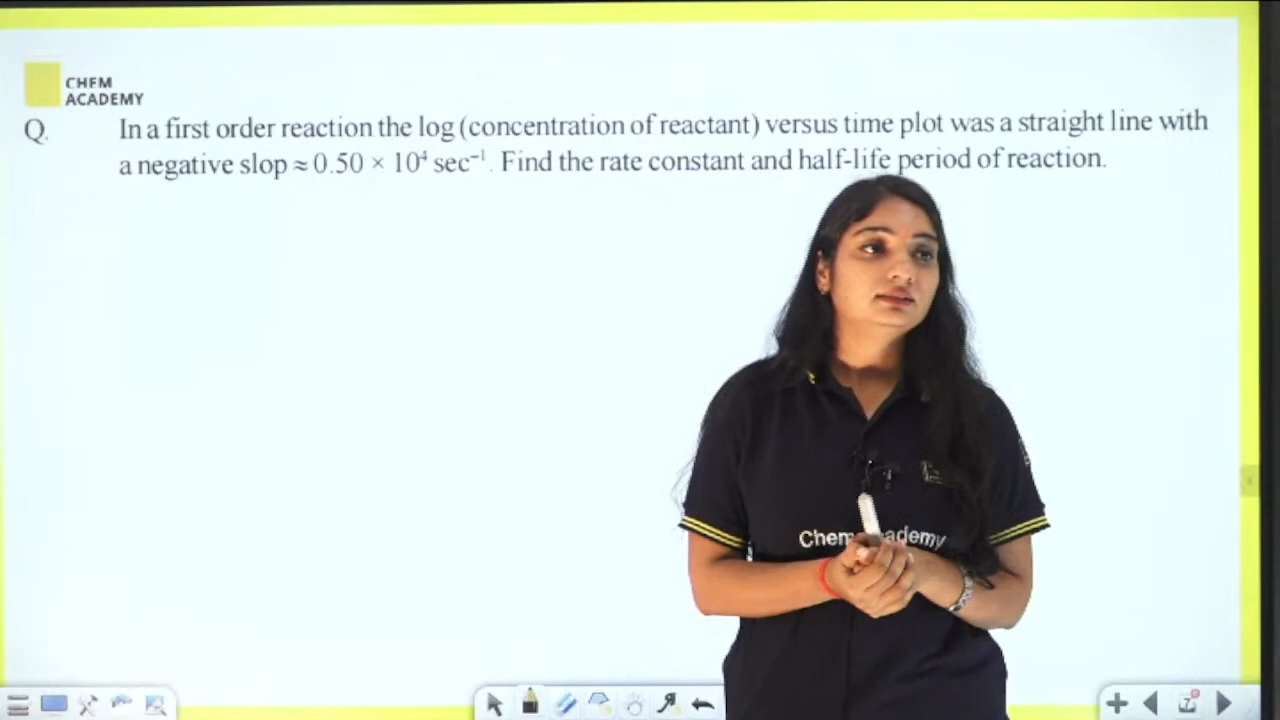 CHEM
ACADEMY
Q. In a first order reaction the log (concentration of reactant) versus time plot was a straight line with
a negative slop ≈ 0.50 × 10⁴ sec⁻¹. Find the rate constant and half-life period of reaction.
Chem ademy
7